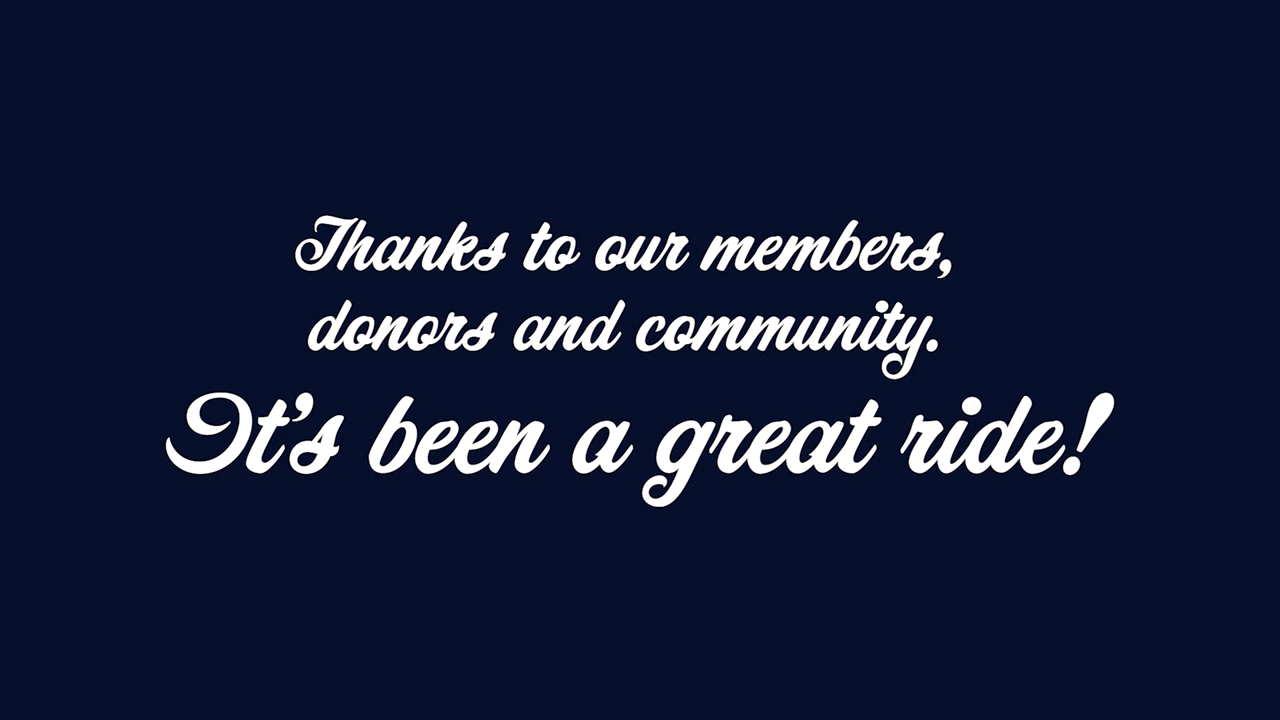 Thanks to our members,
donors and community.
It's been a great ride!